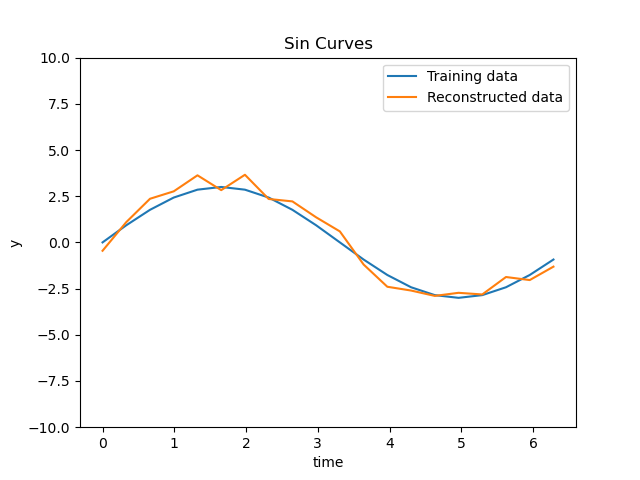 Sin Curves
Training data
Reconstructed data
10.0
7.5
5.0
2.5
0.0
−2.5
−5.0
−7.5
−10.0
y
0 1 2 3 4 5 6
time